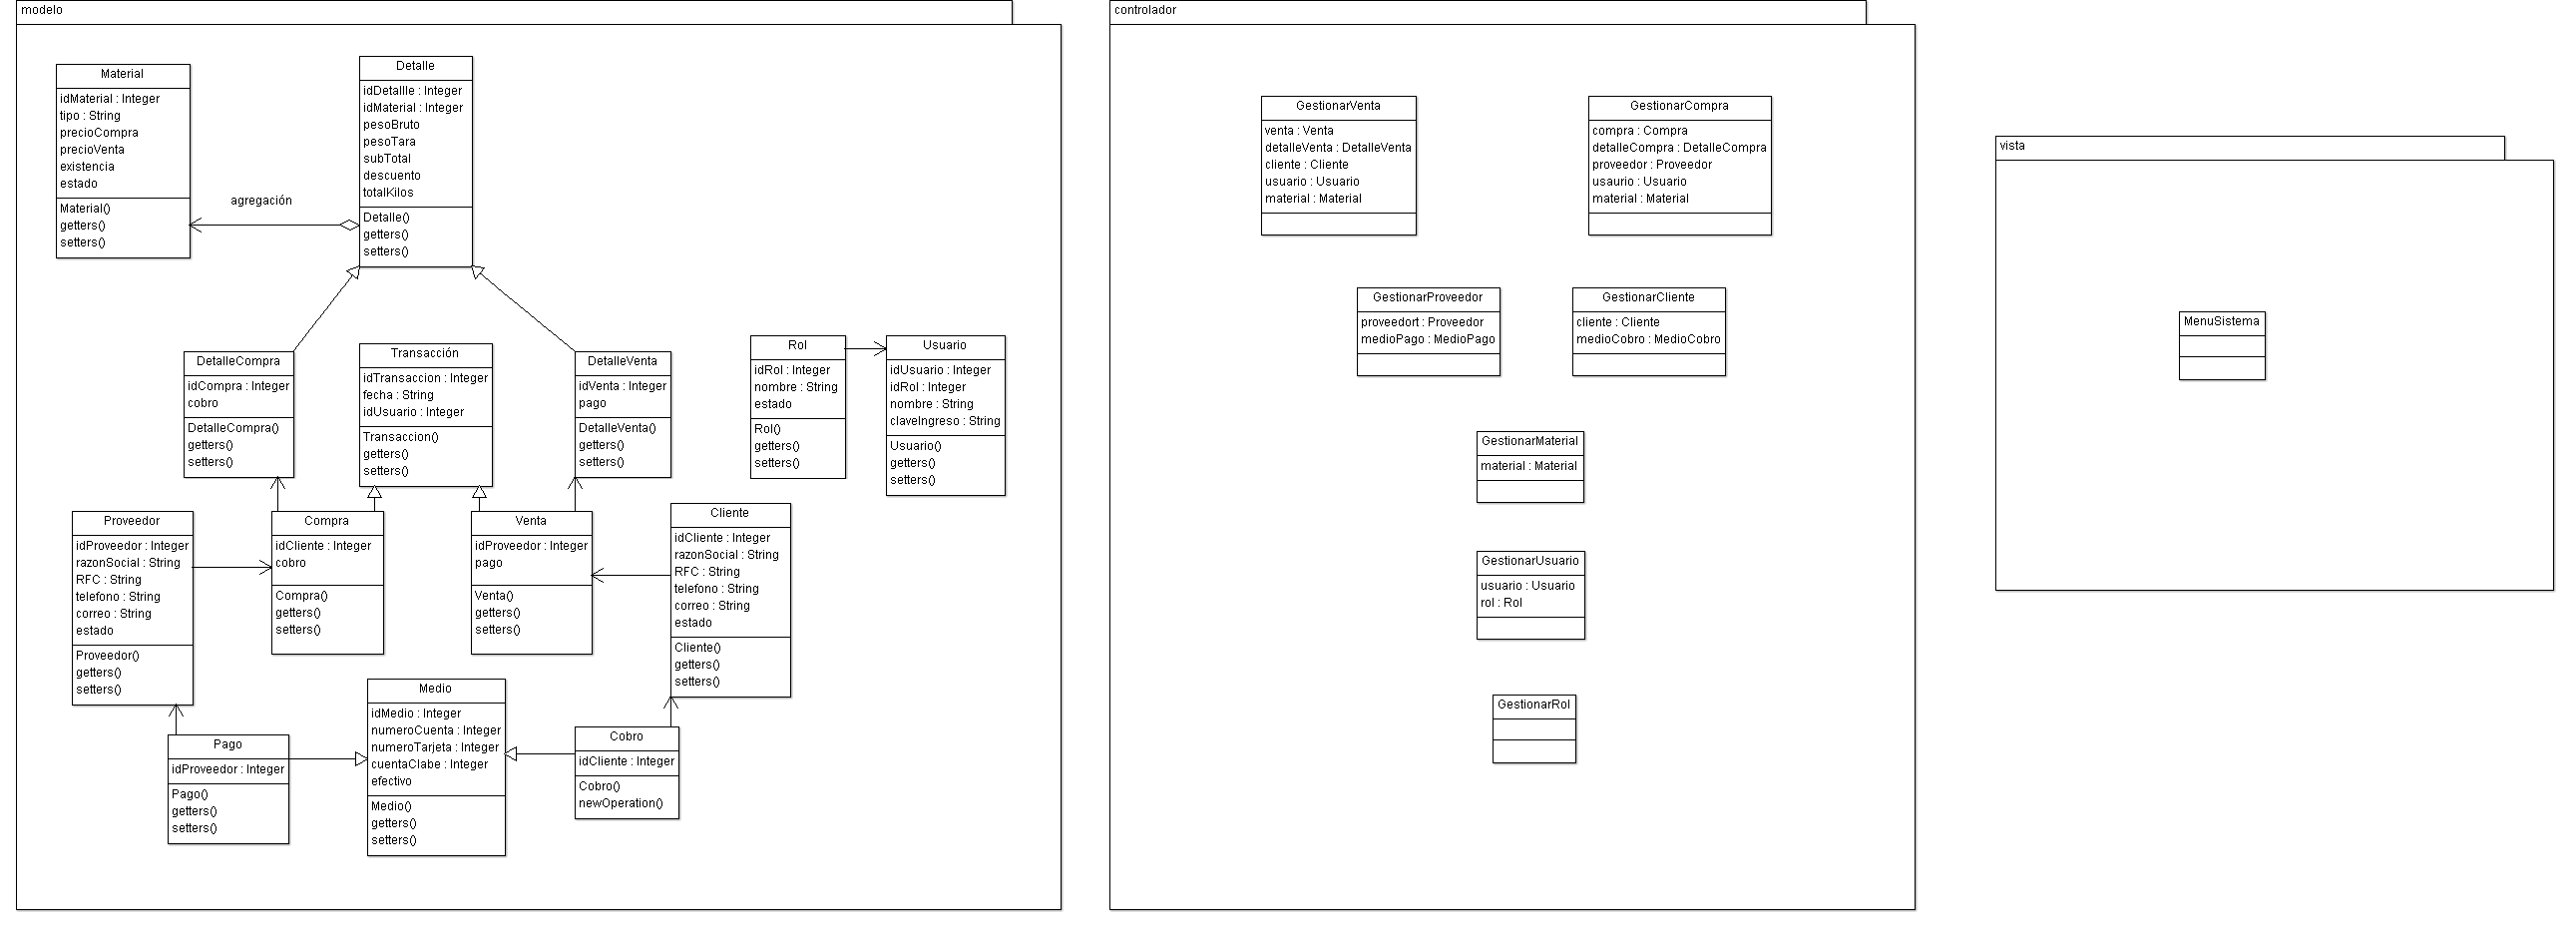 modelo
Material
idMaterial : Integer
tipo : String
precioCompra
precioVenta
existencia
estado
Material()
getters()
setters()
agregación
Detalle
idDetallle : Integer
idMaterial : Integer
pesoBruto
pesoTara
subTotal
descuento
totalKilos
Detalle()
getters()
setters()
DetalleCompra
idCompra : Integer
cobro
DetalleCompra()
getters()
setters()
Transacción
idTransaccion : Integer
fecha : String
idUsuario : Integer
Transaccion()
getters()
setters()
DetalleVenta
idVenta : Integer
pago
DetalleVenta()
getters()
setters()
Rol
idRol : Integer
nombre : String
estado
Rol()
getters()
setters()
Usuario
idUsuario : Integer
idRol : Integer
nombre : String
claveIngreso : String
Usuario()
getters()
setters()
Proveedor
idProveedor : Integer
razonSocial : String
RFC : String
telefono : String
correo : String
estado
Proveedor()
getters()
setters()
Compra
idCliente : Integer
cobro
Compra()
getters()
setters()
Venta
idProveedor : Integer
pago
Venta()
getters()
setters()
Cliente
idCliente : Integer
razonSocial : String
RFC : String
telefono : String
correo : String
estado
Cliente()
getters()
setters()
Pago
idProveedor : Integer
Pago()
getters()
setters()
Medio
idMedio : Integer
numeroCuenta : Integer
numeroTarjeta : Integer
cuentaClabe : Integer
efectivo
Medio()
getters()
setters()
Cobro
idCliente : Integer
Cobro()
newOperation()
controlador
GestionarVenta
venta : Venta
detalleVenta : DetalleVenta
cliente : Cliente
usuario : Usuario
material : Material
GestionarCompra
compra : Compra
detalleCompra : DetalleCompra
proveedor : Proveedor
usaurio : Usuario
material : Material
GestionarProveedor
proveedort : Proveedor
medioPago : MedioPago
GestionarCliente
cliente : Cliente
medioCobro : MedioCobro
GestionarMaterial
material : Material
GestionarUsuario
usuario : Usuario
rol : Rol
GestionarRol
vista
MenuSistema